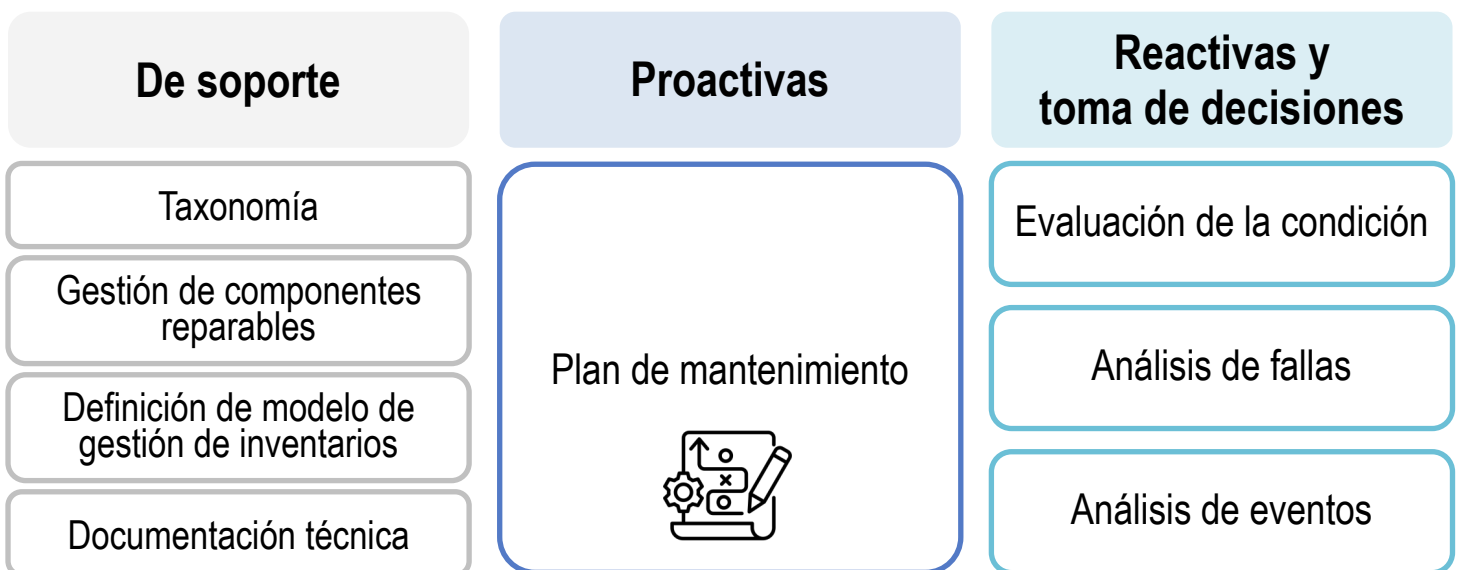 De soporte
Taxonomía
Gestión de componentes
reparables
Definición de modelo de
gestión de inventarios
Documentación técnica
Proactivas
Plan de mantenimiento
Reactivas y
toma de decisiones
Evaluación de la condición
Análisis de fallas
Análisis de eventos